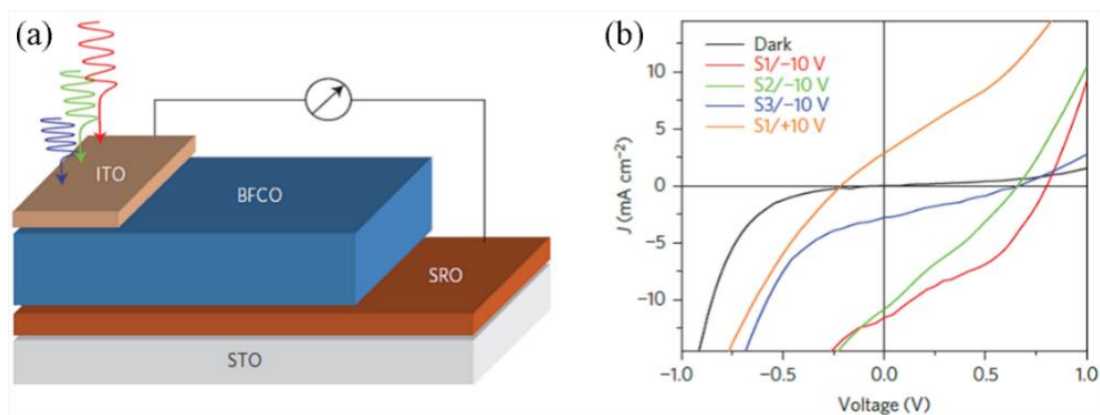 (a)
ITO
BFCO
SRO
STO
(b)
Dark
S1/−10 V
S2/−10 V
S3/−10 V
S1/+10 V
J (mA cm⁻²)
10
5
0
−5
−10
−1.0 −0.5 0.0 0.5 1.0
Voltage (V)